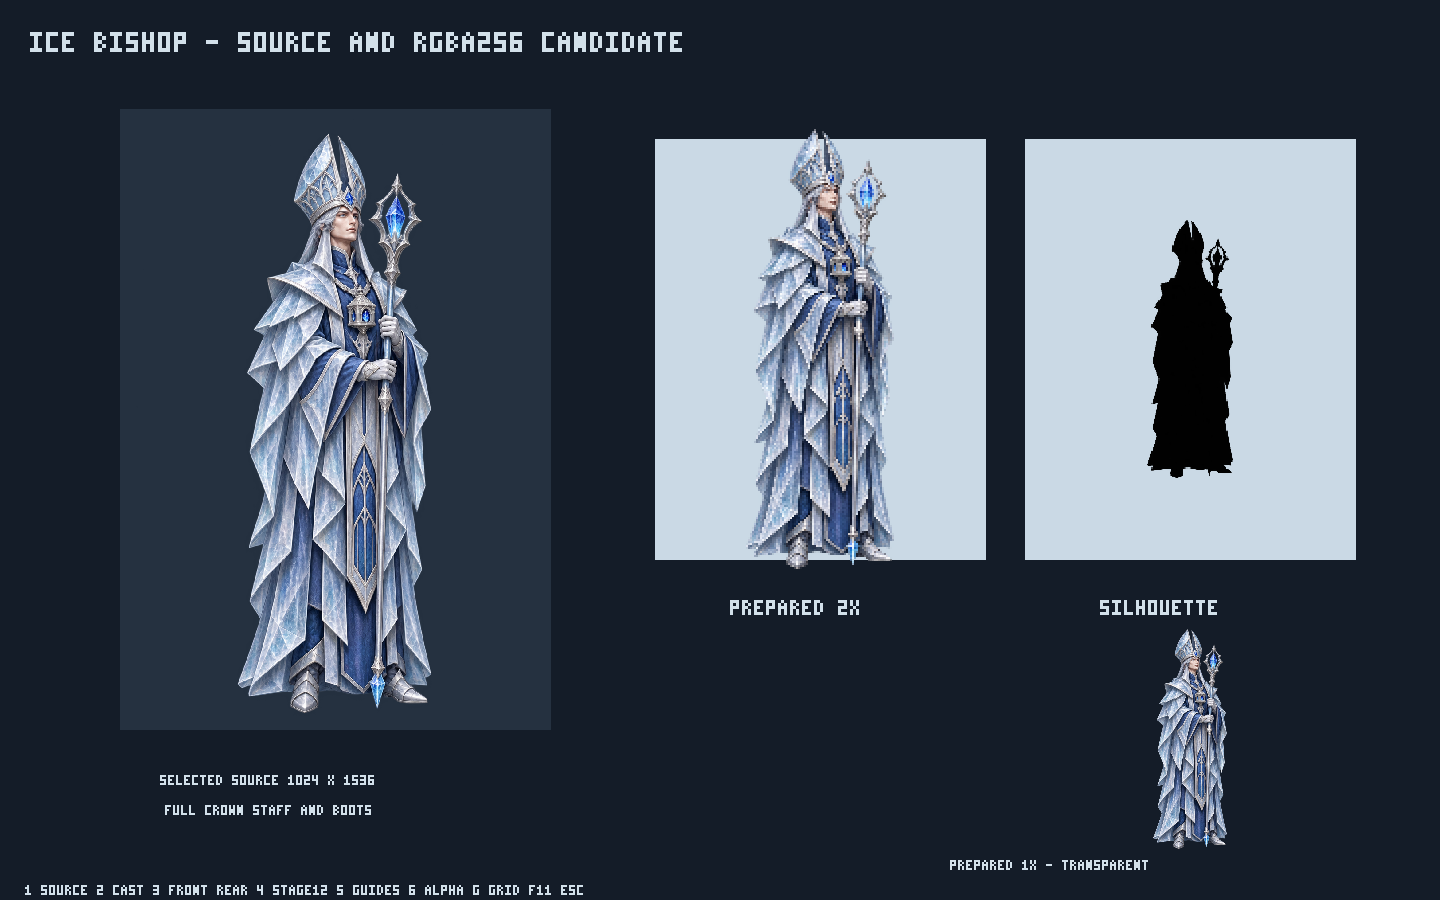 ICE BISHOP - SOURCE AND RGBA256 CANDIDATE
SELECTED SOURCE 1024 X 1536
FULL CROWN STAFF AND BOOTS
PREPARED 2X
SILHOUETTE
PREPARED 1X - TRANSPARENT
1 SOURCE 2 CAST 3 FRONT REAR 4 STAGE12 5 GUIDES 6 ALPHA G GRID F11 ESC